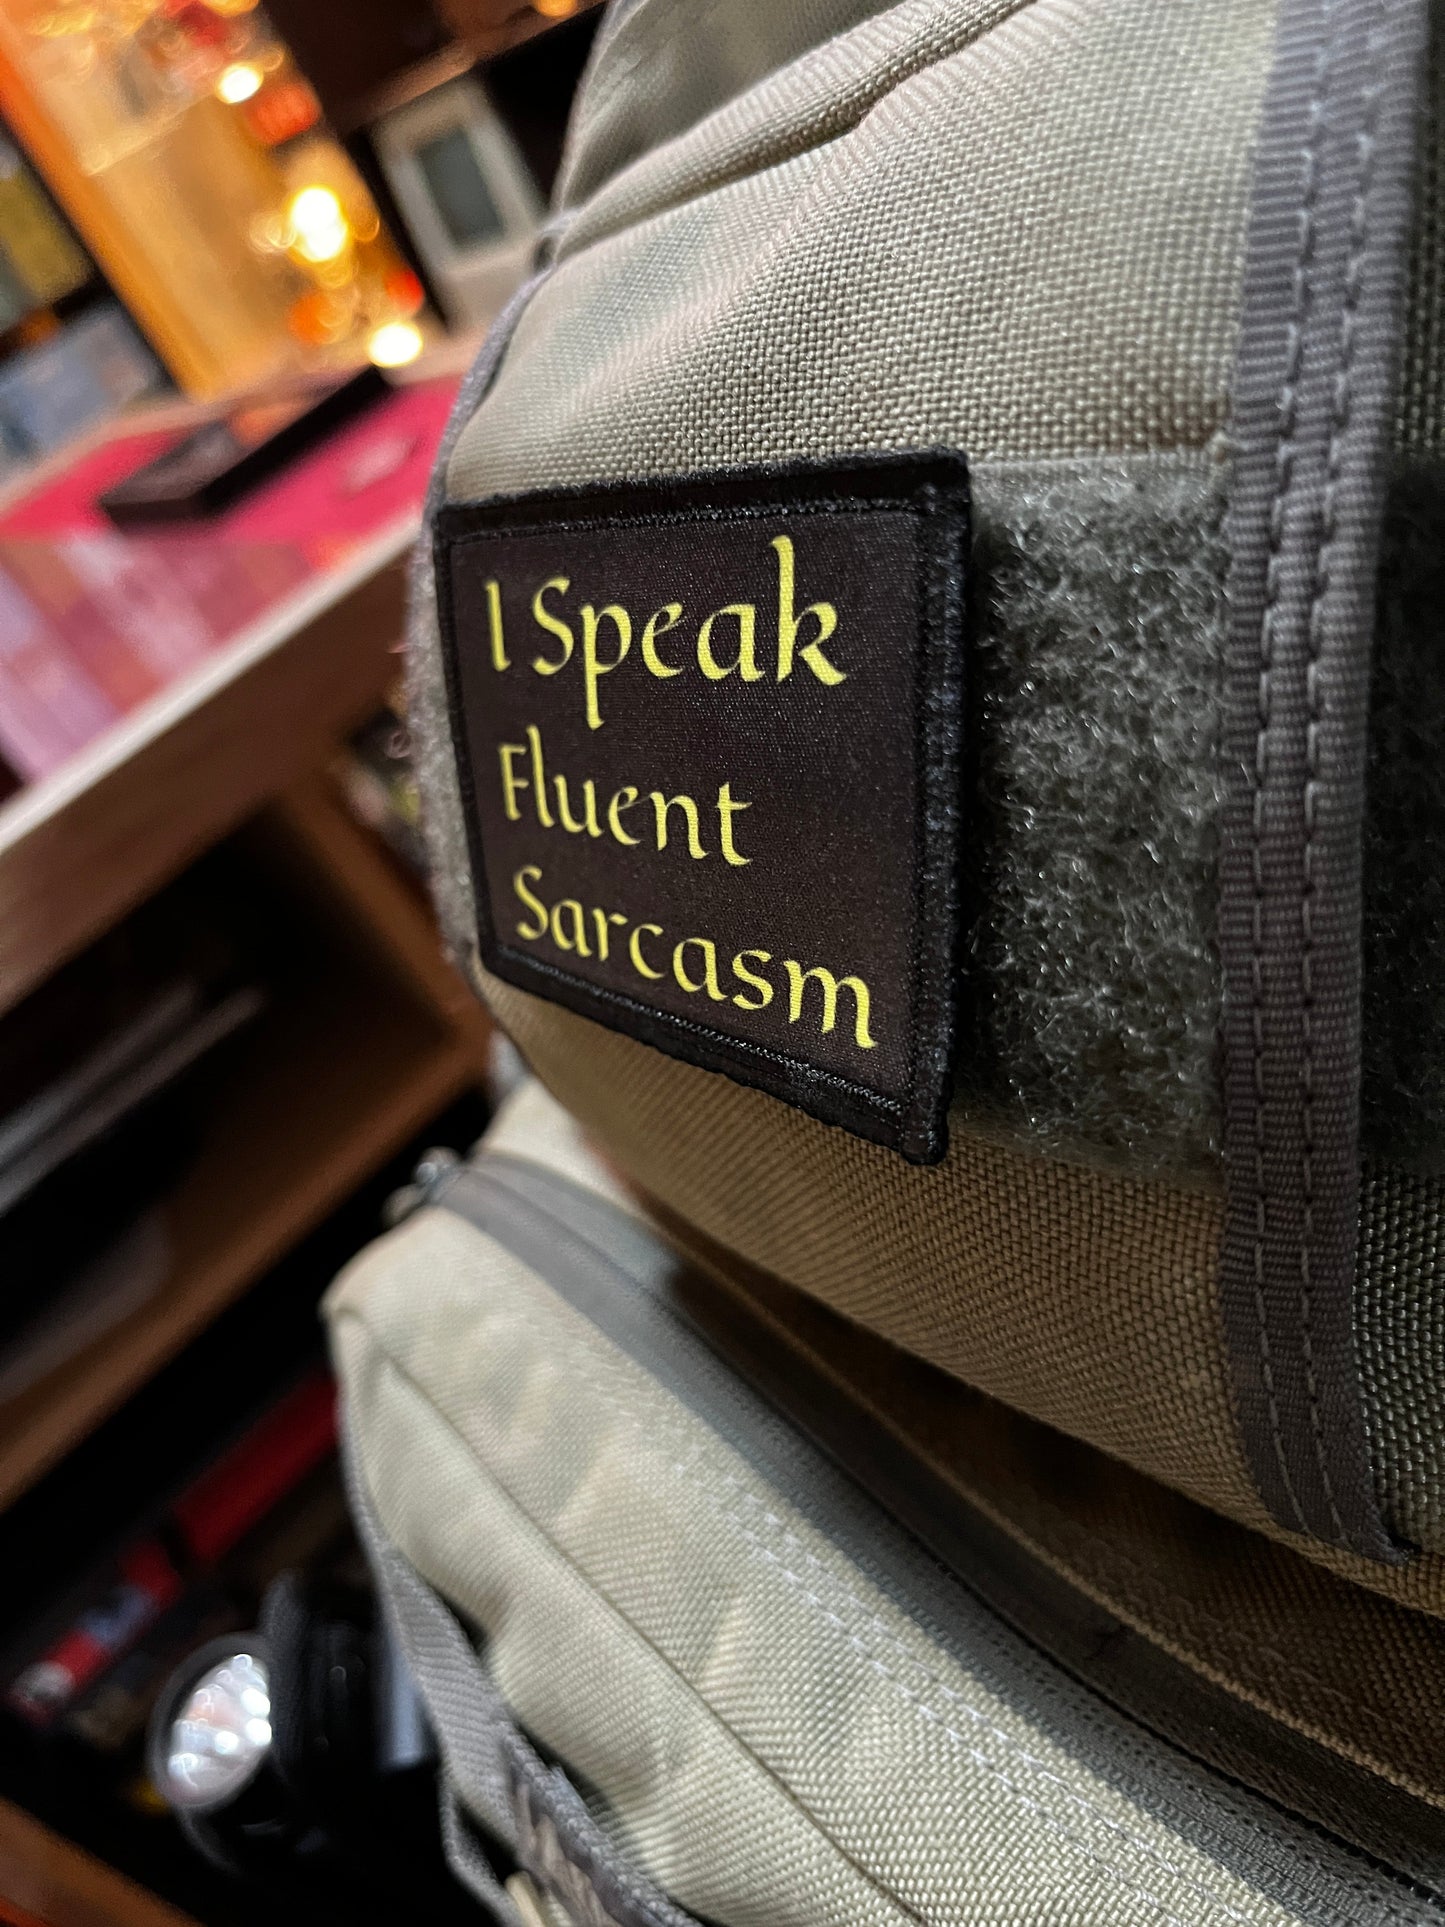 I Speak
Fluent
Sarcasm